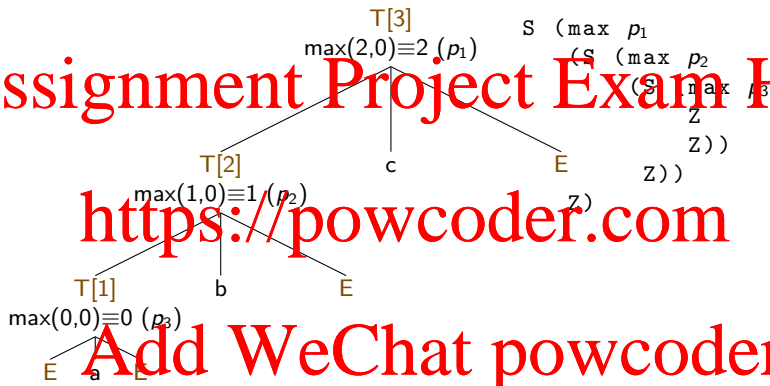 T[3]
max(2,0)≡2 (p₁)
S (max p₁
(S (max p₂
(S (max p₃
Z
Z))
Z))
Z)
ssignment Project Exam H
T[2]
c
E
max(1,0)≡1 (p₂)
https://powcoder.com
T[1]
b
E
max(0,0)≡0 (p₃)
E
a
E
Add WeChat powcoder